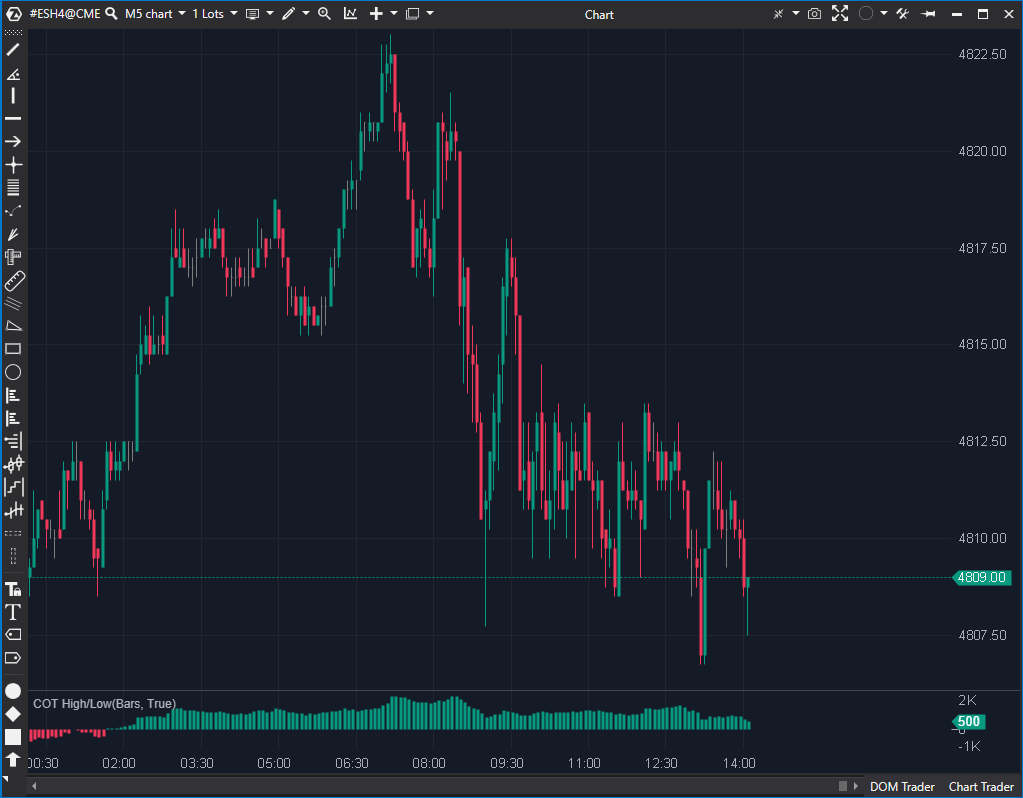 #ESH4@CME M5 chart 1 Lots Chart
4822.50
4820.00
4817.50
4815.00
4812.50
4810.00
4809.00
4807.50
COT High/Low(Bars, True)
2K
500
-1K
00:30 02:00 03:30 05:00 06:30 08:00 09:30 11:00 12:30 14:00
DOM Trader Chart Trader